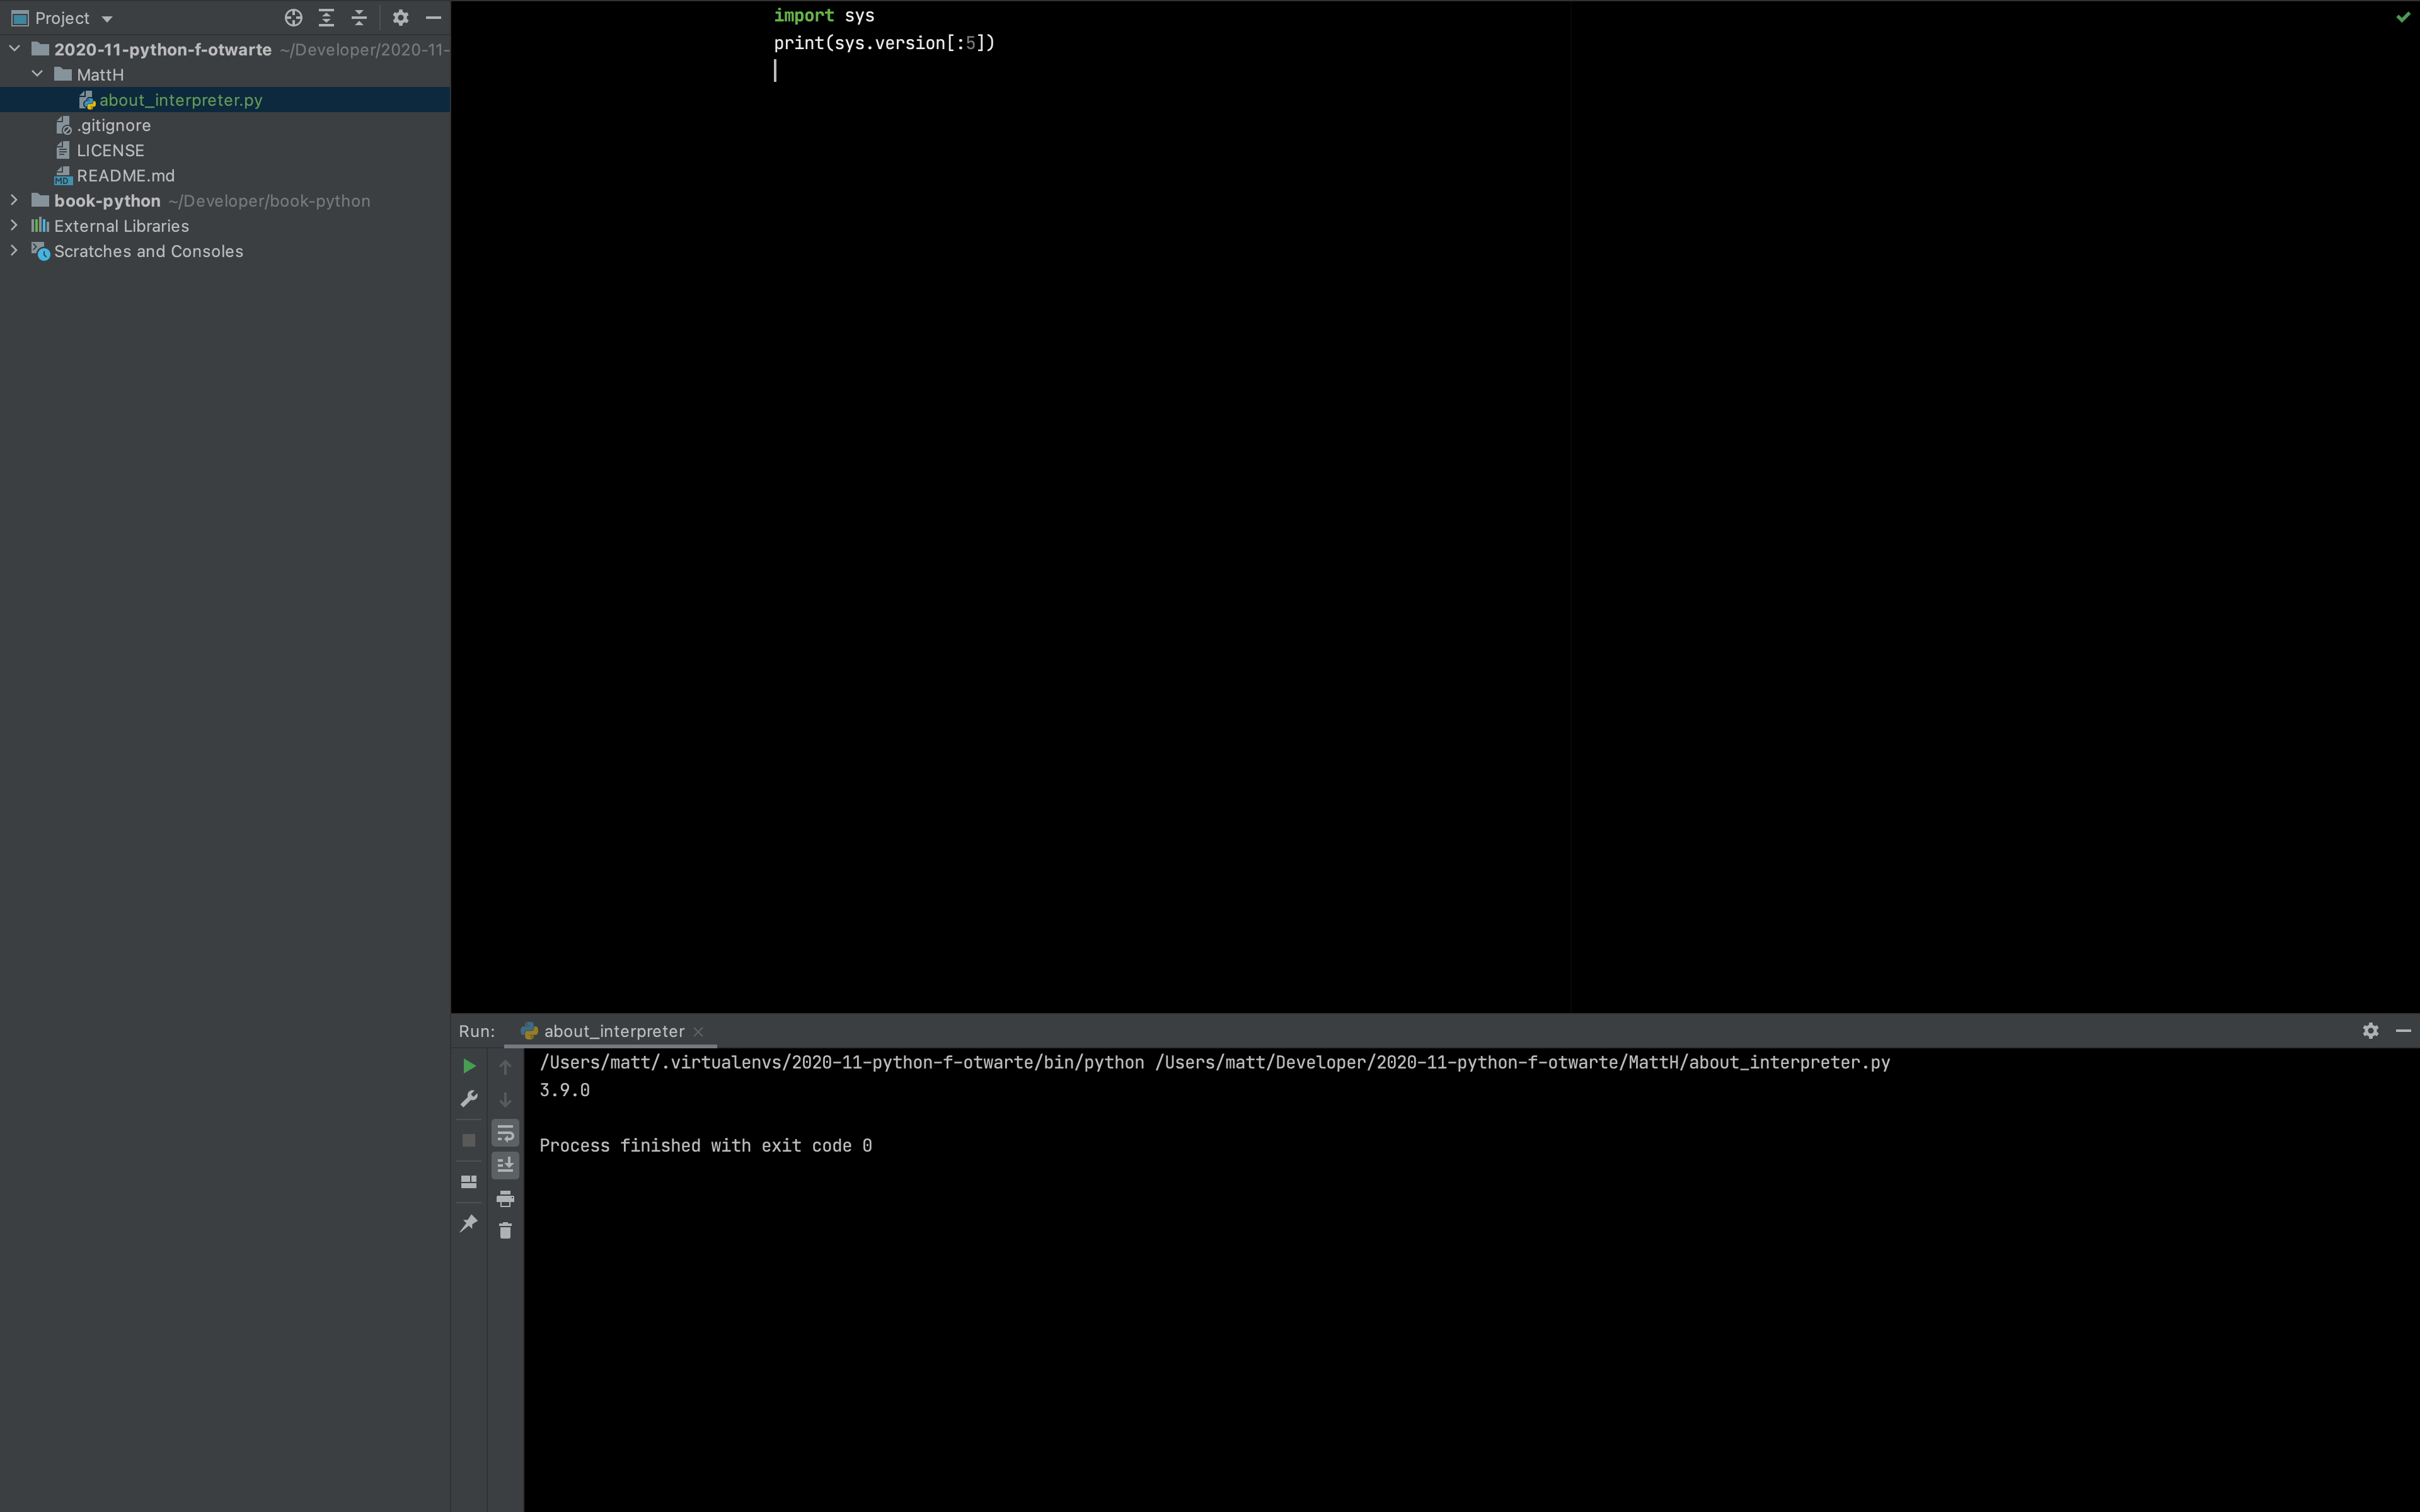 Project
2020-11-python-f-otwarte ~/Developer/2020-11-
MattH
about_interpreter.py
.gitignore
LICENSE
README.md
book-python ~/Developer/book-python
External Libraries
Scratches and Consoles
import sys
print(sys.version[:5])
Run: about_interpreter
/Users/matt/.virtualenvs/2020-11-python-f-otwarte/bin/python /Users/matt/Developer/2020-11-python-f-otwarte/MattH/about_interpreter.py
3.9.0
Process finished with exit code 0